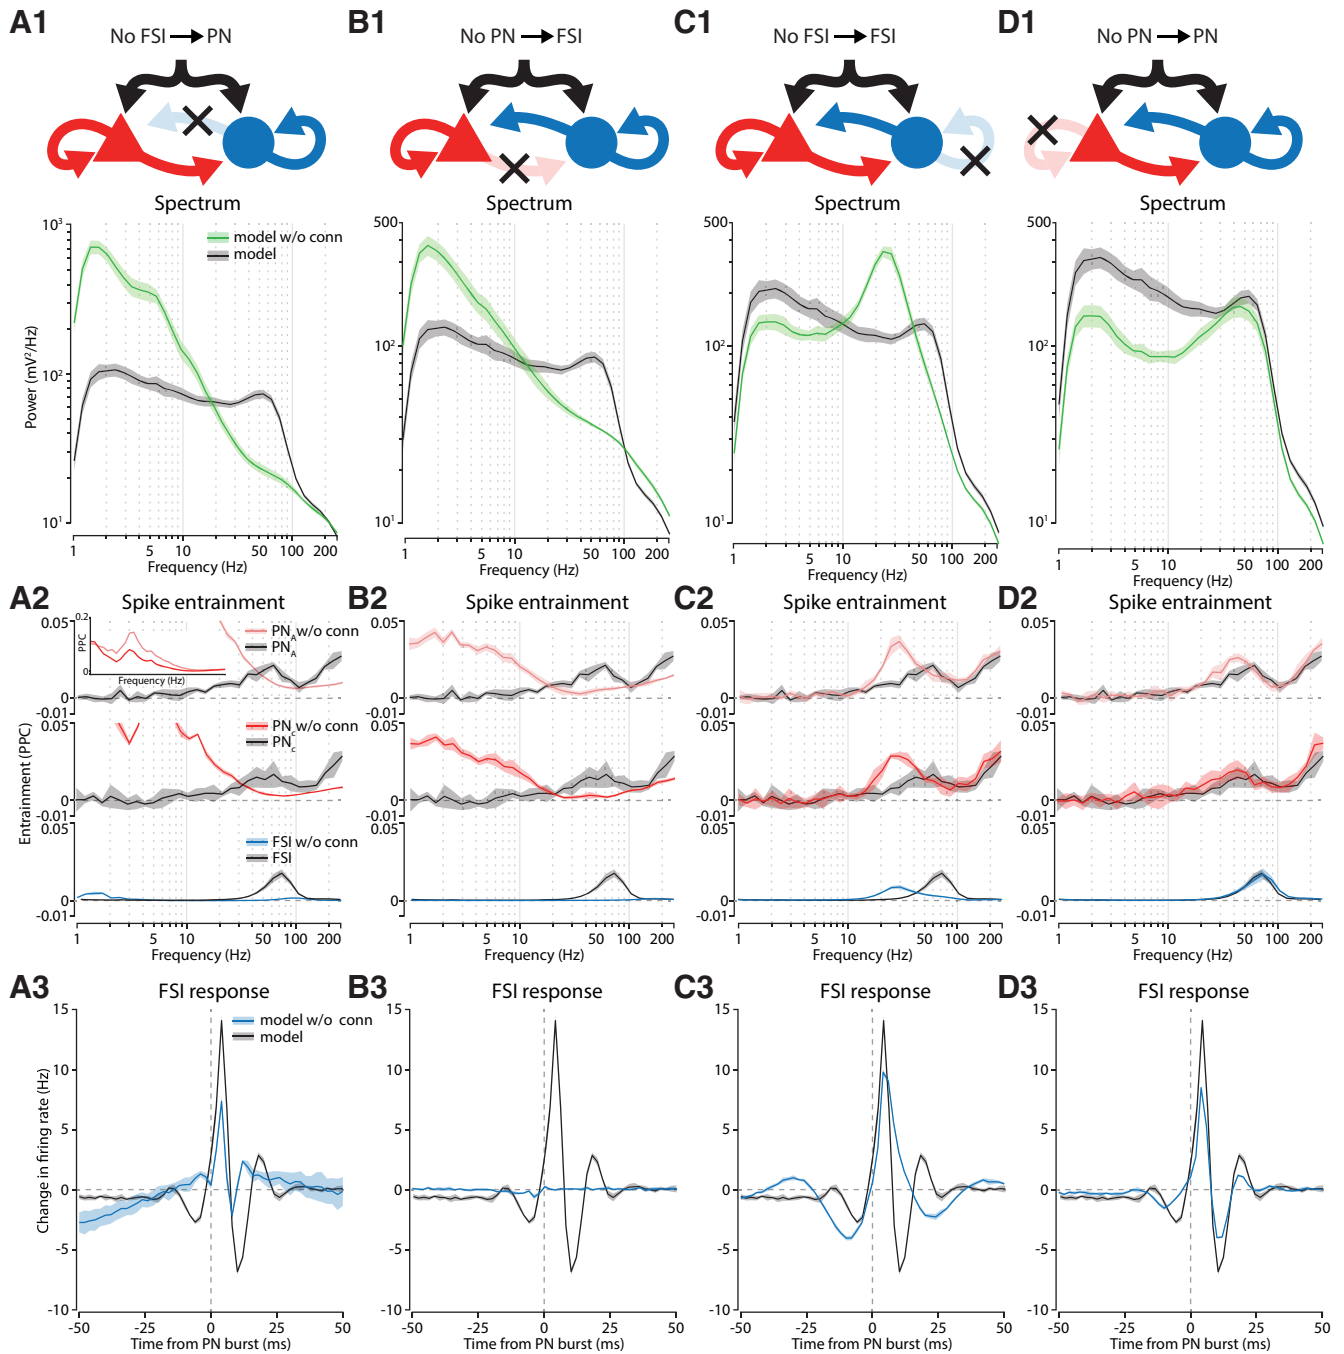 A1
No FSI → PN
B1
No PN → FSI
C1
No FSI → FSI
D1
No PN → PN
Spectrum
Spectrum
Spectrum
Spectrum
Power (mV²/Hz)
10³
10²
10¹
model w/o conn
model
1 5 10 50 100 200
Frequency (Hz)
500
10²
10¹
1 5 10 50 100 200
Frequency (Hz)
500
10²
10¹
1 5 10 50 100 200
Frequency (Hz)
500
10²
10¹
1 5 10 50 100 200
Frequency (Hz)
A2
Spike entrainment
B2
Spike entrainment
C2
Spike entrainment
D2
Spike entrainment
Entrainment (PPC)
0.05
0
-0.01
0.2
PPC
0
Frequency (Hz)
PN_A w/o conn
PN_A
0.05
0
-0.01
PN_C w/o conn
PN_C
0.05
0
-0.01
FSI w/o conn
FSI
1 5 10 50 100 200
Frequency (Hz)
0.05
0
-0.01
0.05
0
-0.01
0.05
0
-0.01
1 5 10 50 100 200
Frequency (Hz)
0.05
0
-0.01
0.05
0
-0.01
0.05
0
-0.01
1 5 10 50 100 200
Frequency (Hz)
0.05
0
-0.01
0.05
0
-0.01
0.05
0
-0.01
1 5 10 50 100 200
Frequency (Hz)
A3
FSI response
B3
FSI response
C3
FSI response
D3
FSI response
Change in firing rate (Hz)
15
10
5
0
-5
-10
model w/o conn
model
-50 -25 0 25 50
Time from PN burst (ms)
15
10
5
0
-5
-10
-50 -25 0 25 50
Time from PN burst (ms)
15
10
5
0
-5
-10
-50 -25 0 25 50
Time from PN burst (ms)
15
10
5
0
-5
-10
-50 -25 0 25 50
Time from PN burst (ms)